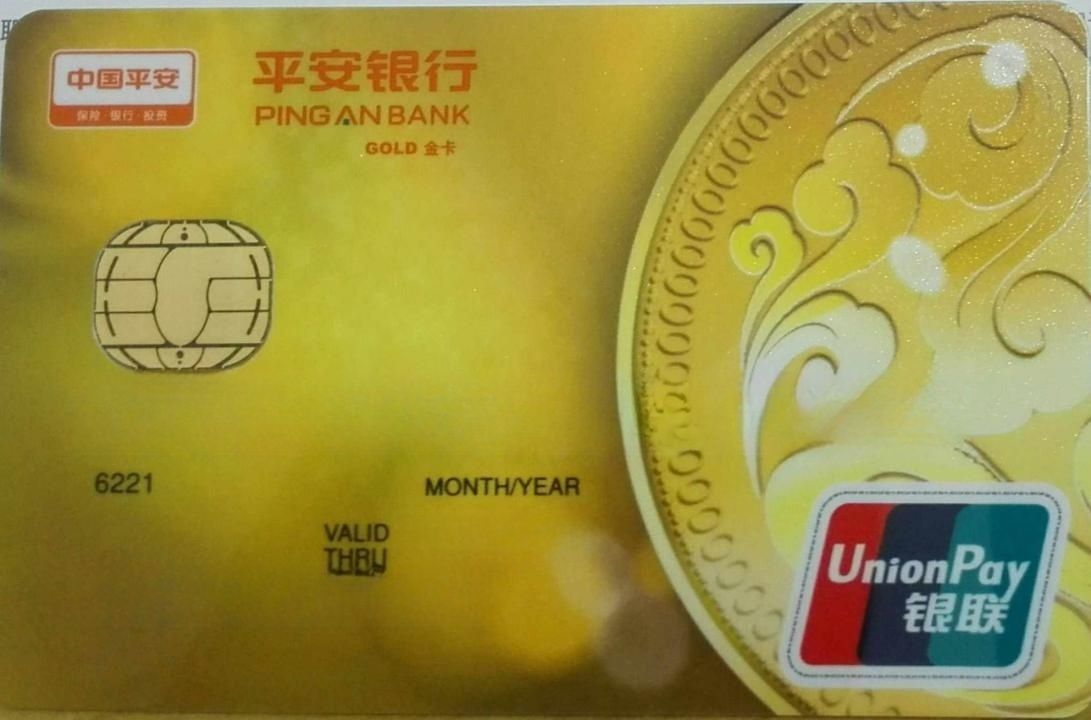 中国平安
保险·银行·投资
平安银行
PING AN BANK
GOLD 金卡
6221
MONTH/YEAR
VALID
THRU
UnionPay
银联